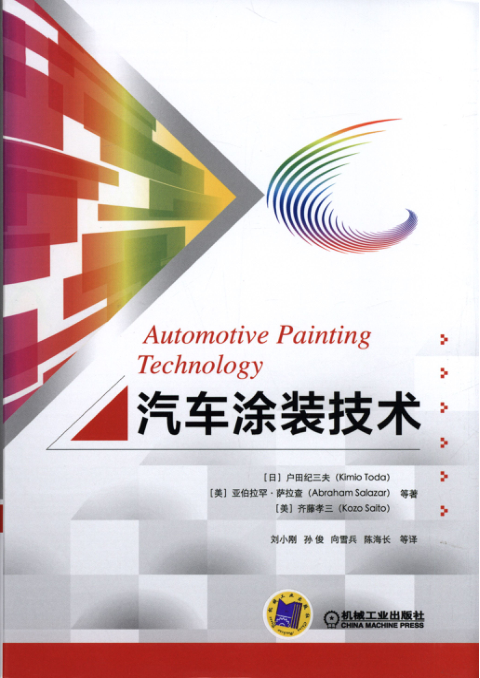 Automotive Painting
Technology
汽车涂装技术
[日] 户田纪三夫 (Kimio Toda)
[美] 亚伯拉罕·萨拉查 (Abraham Salazar) 等著
[美] 齐藤孝三 (Kozo Saito)
刘小刚 孙俊 向雪兵 陈海长 等译
机械工业出版社
CHINA MACHINE PRESS